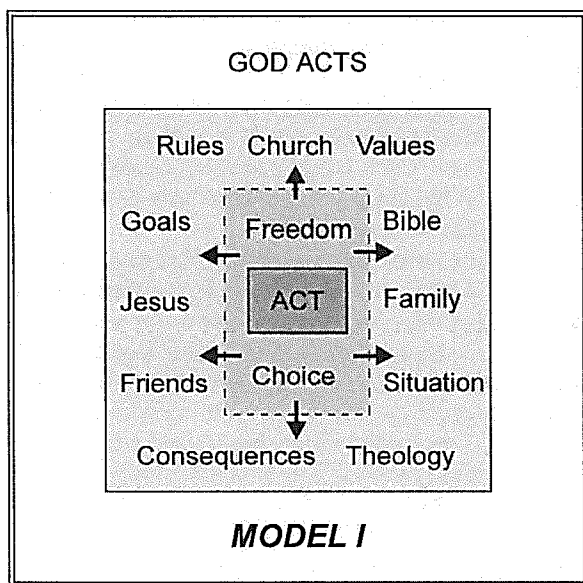 GOD ACTS
Rules Church Values
Goals Freedom Bible
Jesus ACT Family
Friends Choice Situation
Consequences Theology
MODEL I